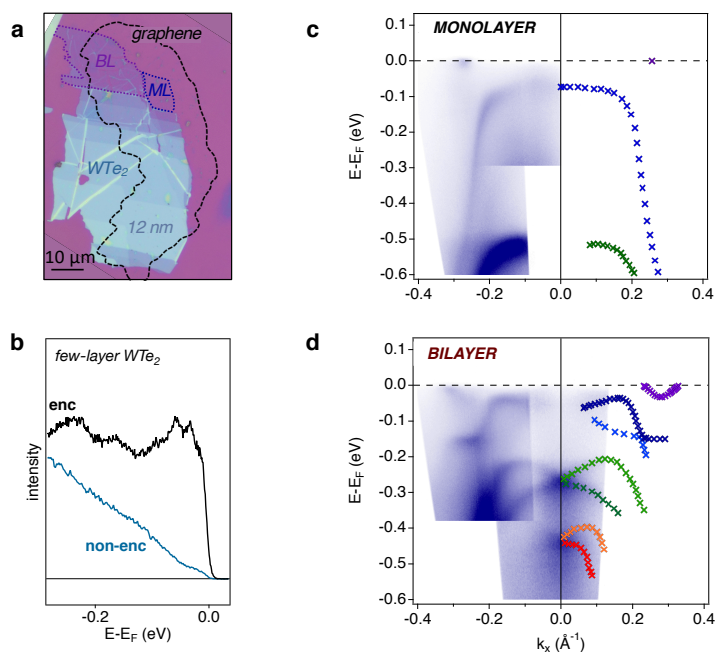 a
graphene
BL
ML
WTe₂
12 nm
10 µm
b
few-layer WTe₂
enc
non-enc
intensity
-0.2
0.0
E-E_F (eV)
c
MONOLAYER
0.1
0.0
-0.1
-0.2
-0.3
-0.4
-0.5
-0.6
E-E_F (eV)
-0.4
-0.2
0.0
0.2
0.4
d
BILAYER
0.1
0.0
-0.1
-0.2
-0.3
-0.4
-0.5
-0.6
E-E_F (eV)
-0.4
-0.2
0.0
0.2
0.4
k_x (Å⁻¹)